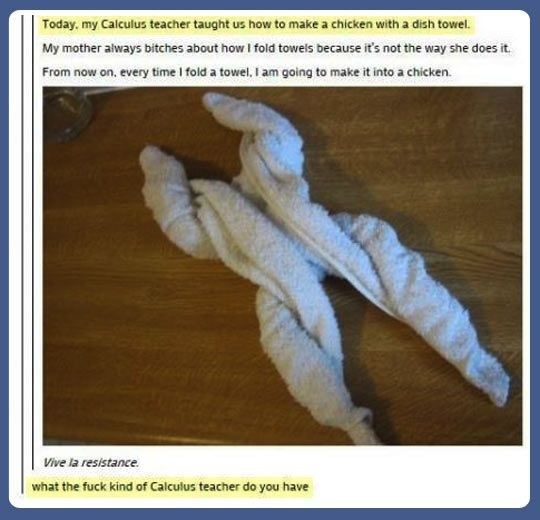 Today, my Calculus teacher taught us how to make a chicken with a dish towel.
My mother always bitches about how I fold towels because it's not the way she does it.
From now on, every time I fold a towel, I am going to make it into a chicken.
Vive la resistance.
what the fuck kind of Calculus teacher do you have